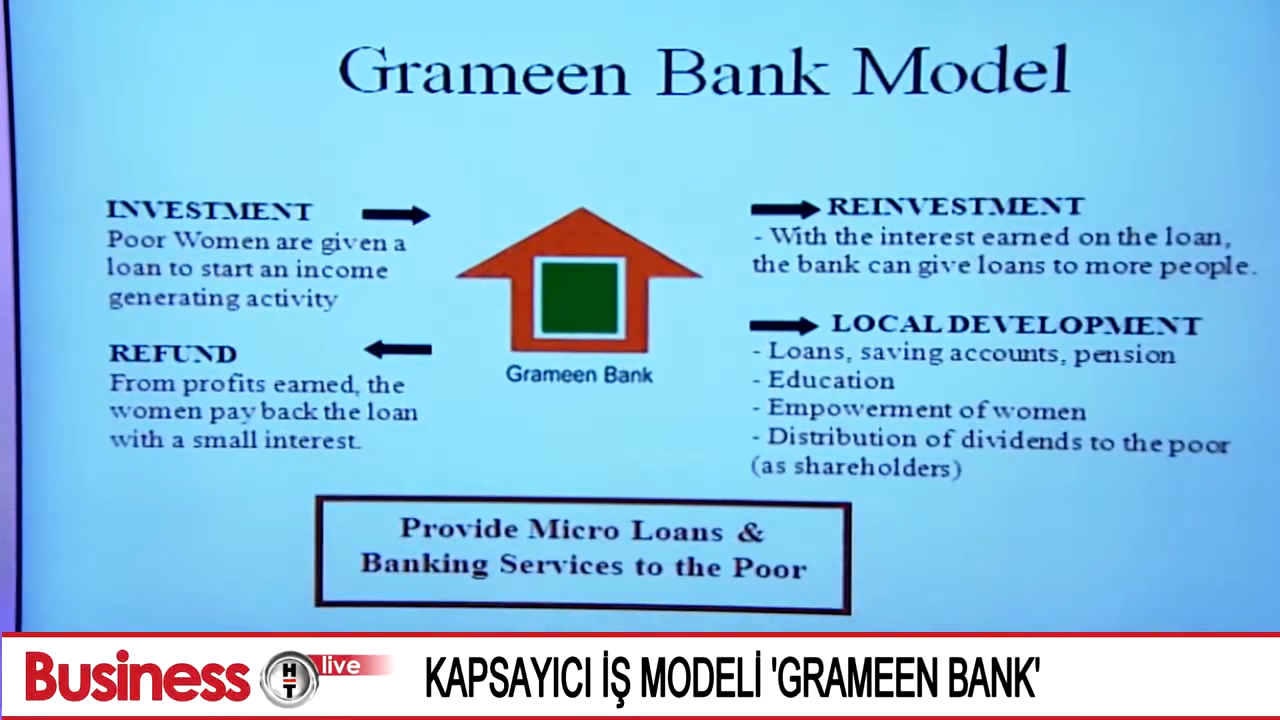 Grameen Bank Model
INVESTMENT
Poor Women are given a
loan to start an income
generating activity
REFUND
From profits earned, the
women pay back the loan
with a small interest.
Grameen Bank
REINVESTMENT
- With the interest earned on the loan,
the bank can give loans to more people.
LOCAL DEVELOPMENT
- Loans, saving accounts, pension
- Education
- Empowerment of women
- Distribution of dividends to the poor
(as shareholders)
Provide Micro Loans &
Banking Services to the Poor
Business HT live
KAPSAYICI İŞ MODELİ 'GRAMEEN BANK'